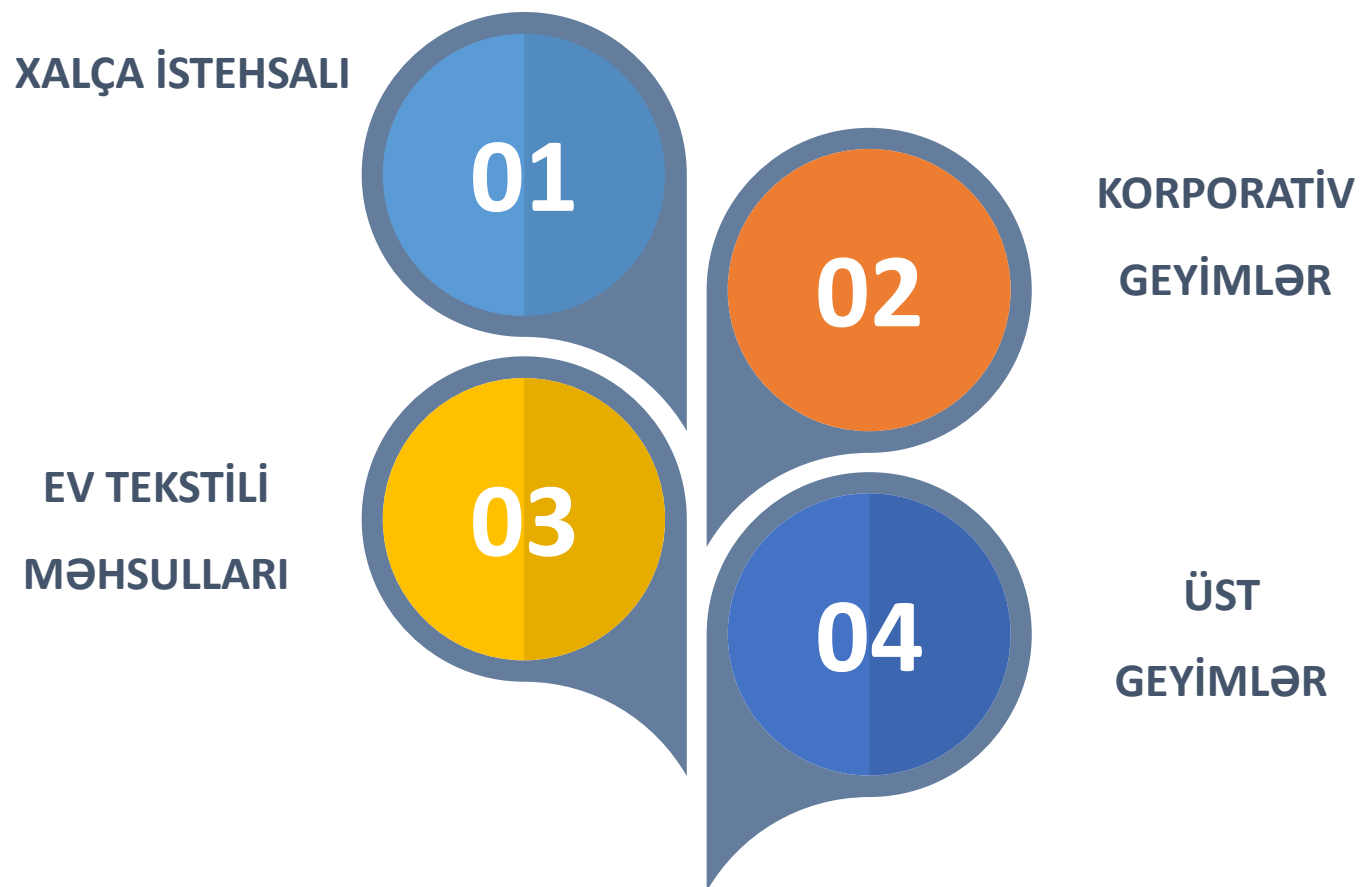 XALÇA İSTEHSALI
01
02
KORPORATİV
GEYİMLƏR
03
EV TEKSTİLİ
MƏHSULLARI
04
ÜST
GEYİMLƏR